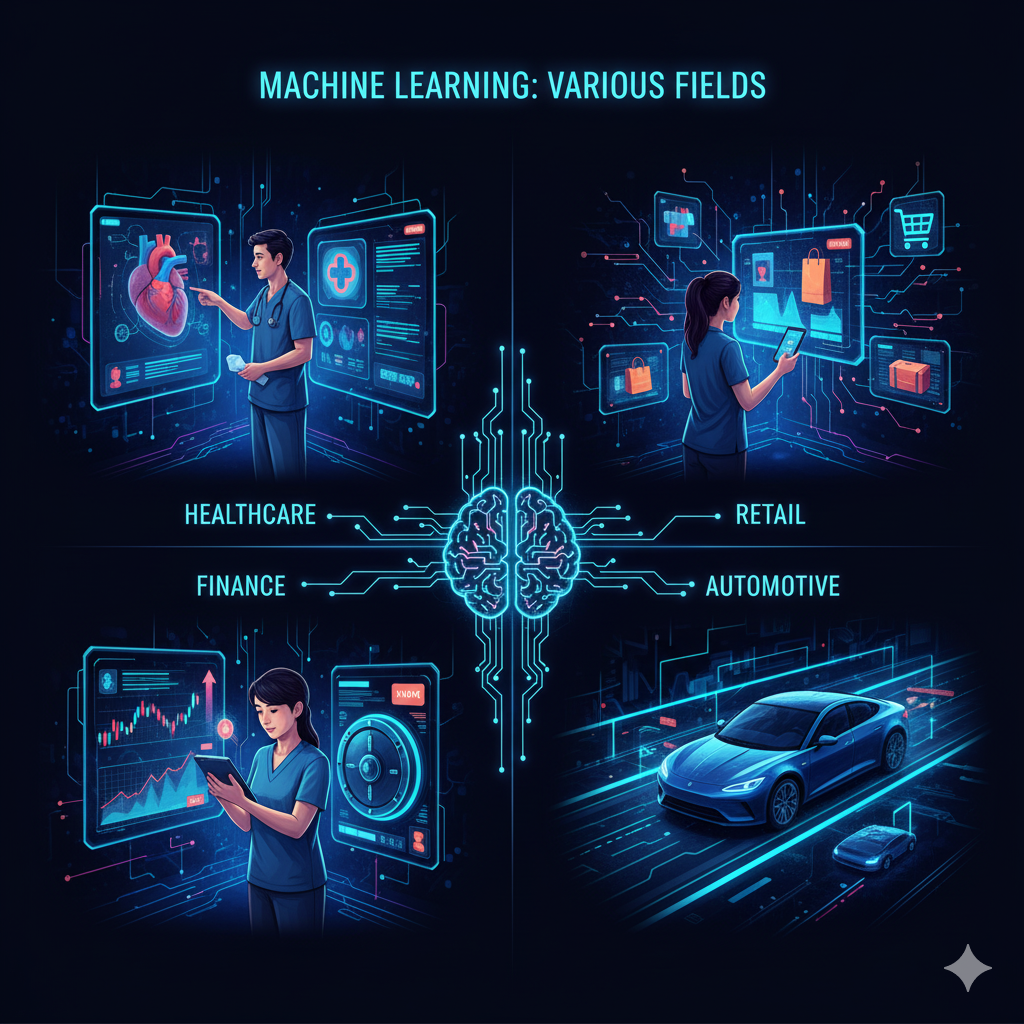 MACHINE LEARNING: VARIOUS FIELDS
HEALTHCARE
RETAIL
FINANCE
AUTOMOTIVE